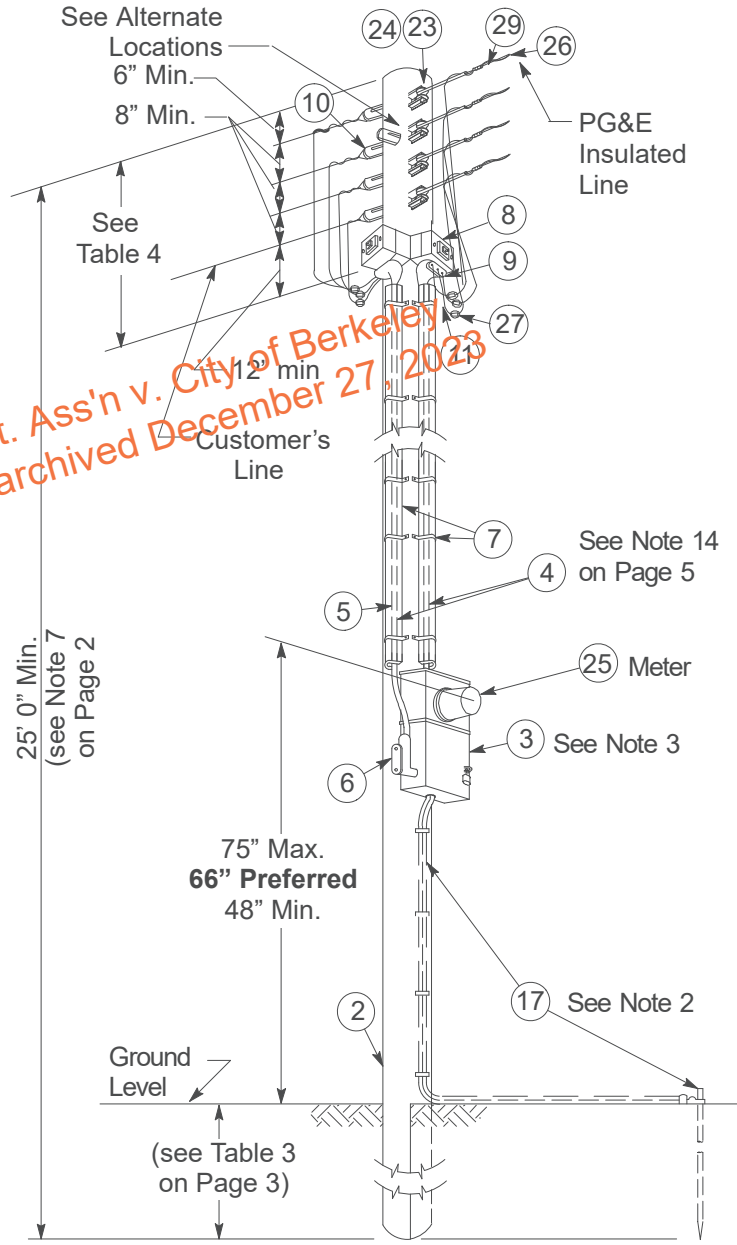 See Alternate
Locations
6” Min.
8” Min.
24
23
29
26
10
PG&E
Insulated
Line
See
Table 4
8
9
27
11
12” min
Customer’s
Line
t. Ass'n v. City of Berkeley
archived December 27, 2023
7
See Note 14
on Page 5
4
5
25
Meter
3
See Note 3
6
25’ 0” Min.
(see Note 7
on Page 2
75” Max.
66” Preferred
48” Min.
17
See Note 2
2
Ground
Level
(see Table 3
on Page 3)